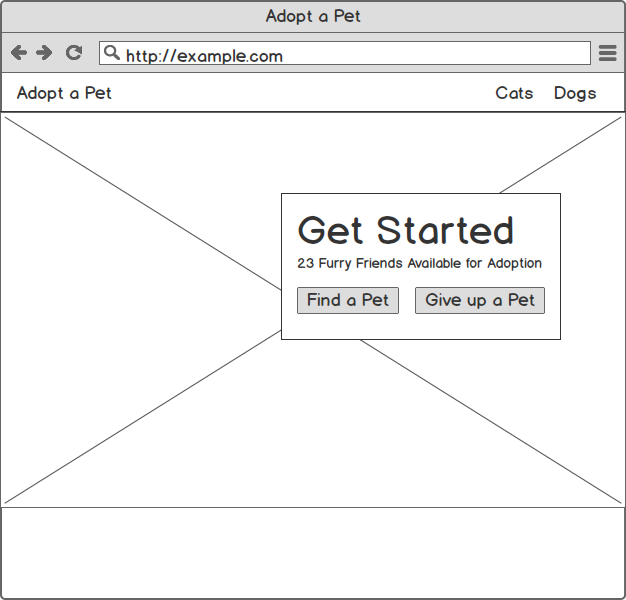 Adopt a Pet
http://example.com
Adopt a Pet Cats Dogs
Get Started
23 Furry Friends Available for Adoption
Find a Pet Give up a Pet